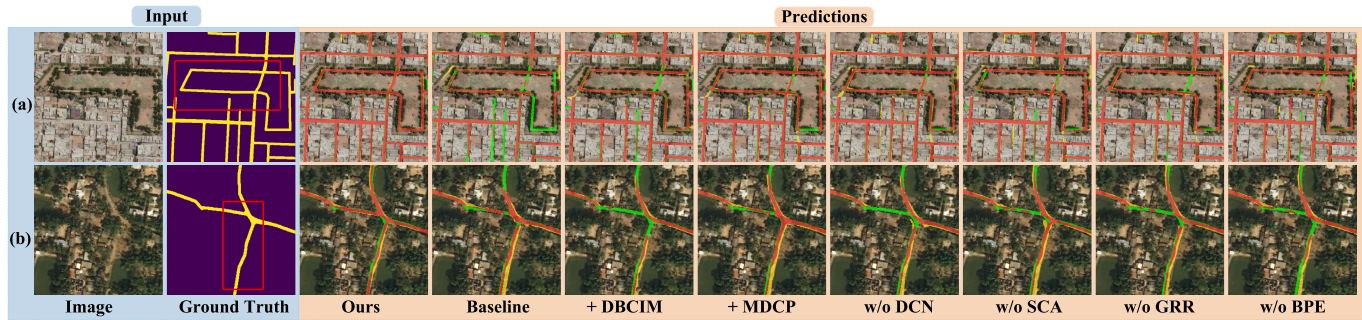 Input
Predictions
(a)
(b)
Image
Ground Truth
Ours
Baseline
+ DBCIM
+ MDCP
w/o DCN
w/o SCA
w/o GRR
w/o BPE